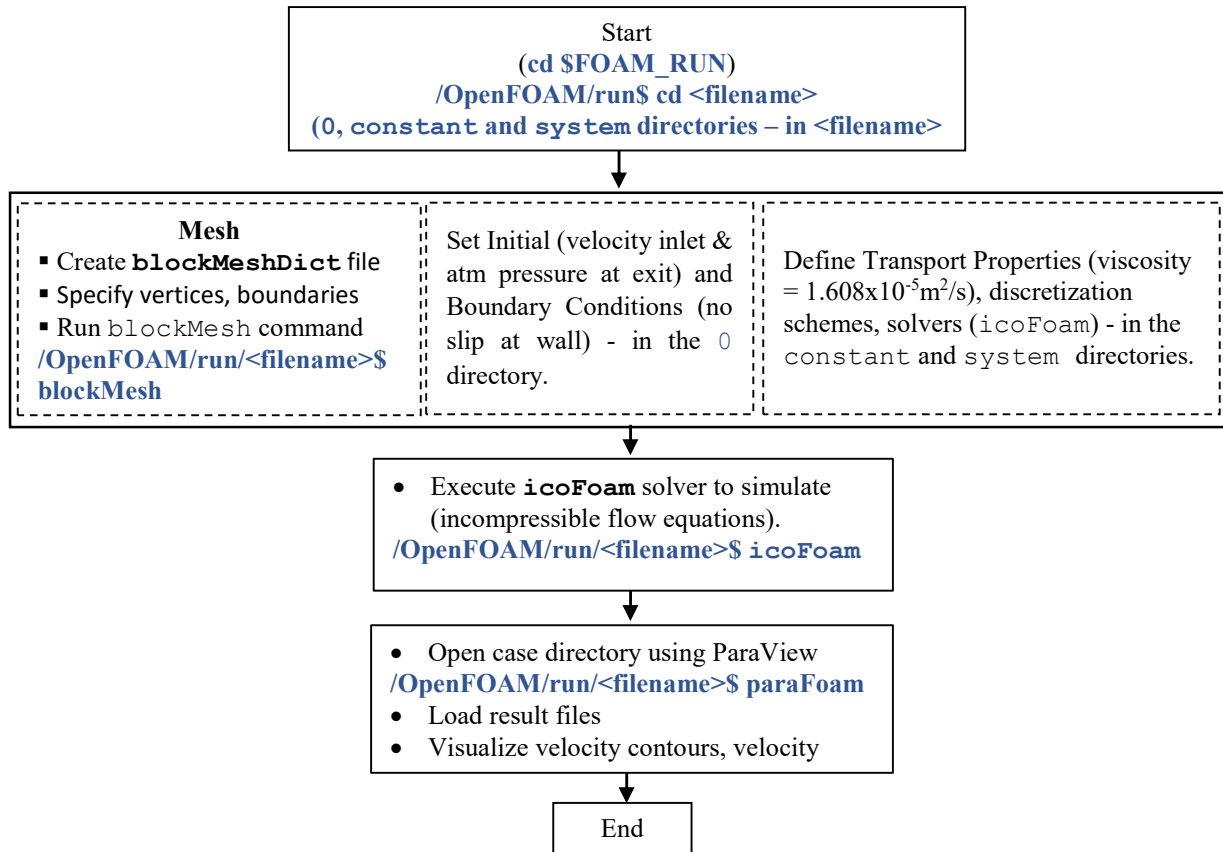 Start
(cd $FOAM_RUN)
/OpenFOAM/run$ cd <filename>
(0, constant and system directories – in <filename>
Mesh
▪ Create blockMeshDict file
▪ Specify vertices, boundaries
▪ Run blockMesh command
/OpenFOAM/run/<filename>$
blockMesh
Set Initial (velocity inlet &
atm pressure at exit) and
Boundary Conditions (no
slip at wall) - in the 0
directory.
Define Transport Properties (viscosity
= 1.608x10⁻⁵m²/s), discretization
schemes, solvers (icoFoam) - in the
constant and system directories.
• Execute icoFoam solver to simulate
(incompressible flow equations).
/OpenFOAM/run/<filename>$ icoFoam
• Open case directory using ParaView
/OpenFOAM/run/<filename>$ paraFoam
• Load result files
• Visualize velocity contours, velocity
End